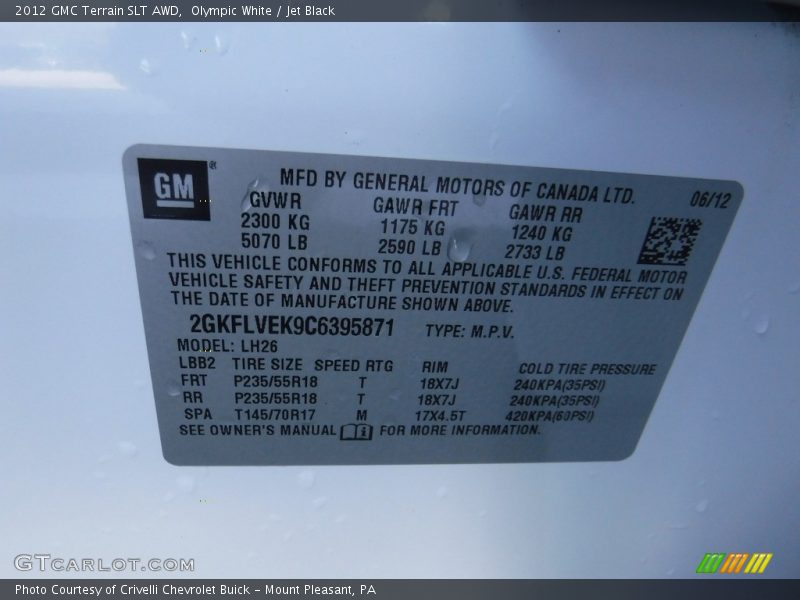 2012 GMC Terrain SLT AWD,  Olympic White / Jet Black
GM®
MFD BY GENERAL MOTORS OF CANADA LTD. 06/12
GVWR GAWR FRT GAWR RR
2300 KG 1175 KG 1240 KG
5070 LB 2590 LB 2733 LB
THIS VEHICLE CONFORMS TO ALL APPLICABLE U.S. FEDERAL MOTOR
VEHICLE SAFETY AND THEFT PREVENTION STANDARDS IN EFFECT ON
THE DATE OF MANUFACTURE SHOWN ABOVE.
2GKFLVEK9C6395871 TYPE: M.P.V.
MODEL: LH26
LBB2 TIRE SIZE SPEED RTG RIM COLD TIRE PRESSURE
FRT P235/55R18 T 18X7J 240KPA(35PSI)
RR P235/55R18 T 18X7J 240KPA(35PSI)
SPA T145/70R17 M 17X4.5T 420KPA(60PSI)
SEE OWNER'S MANUAL FOR MORE INFORMATION.
GTCARLOT.COM
Photo Courtesy of Crivelli Chevrolet Buick – Mount Pleasant, PA